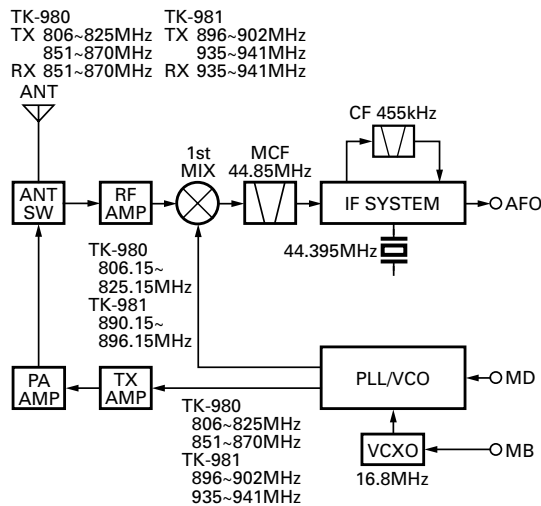 TK-980
TX 806~825MHz
851~870MHz
RX 851~870MHz
TK-981
TX 896~902MHz
935~941MHz
RX 935~941MHz
ANT
ANT
SW
RF
AMP
1st
MIX
MCF
44.85MHz
CF 455kHz
IF SYSTEM
AFO
44.395MHz
TK-980
806.15~
825.15MHz
TK-981
890.15~
896.15MHz
PLL/VCO
MD
PA
AMP
TX
AMP
TK-980
806~825MHz
851~870MHz
TK-981
896~902MHz
935~941MHz
VCXO
16.8MHz
MB